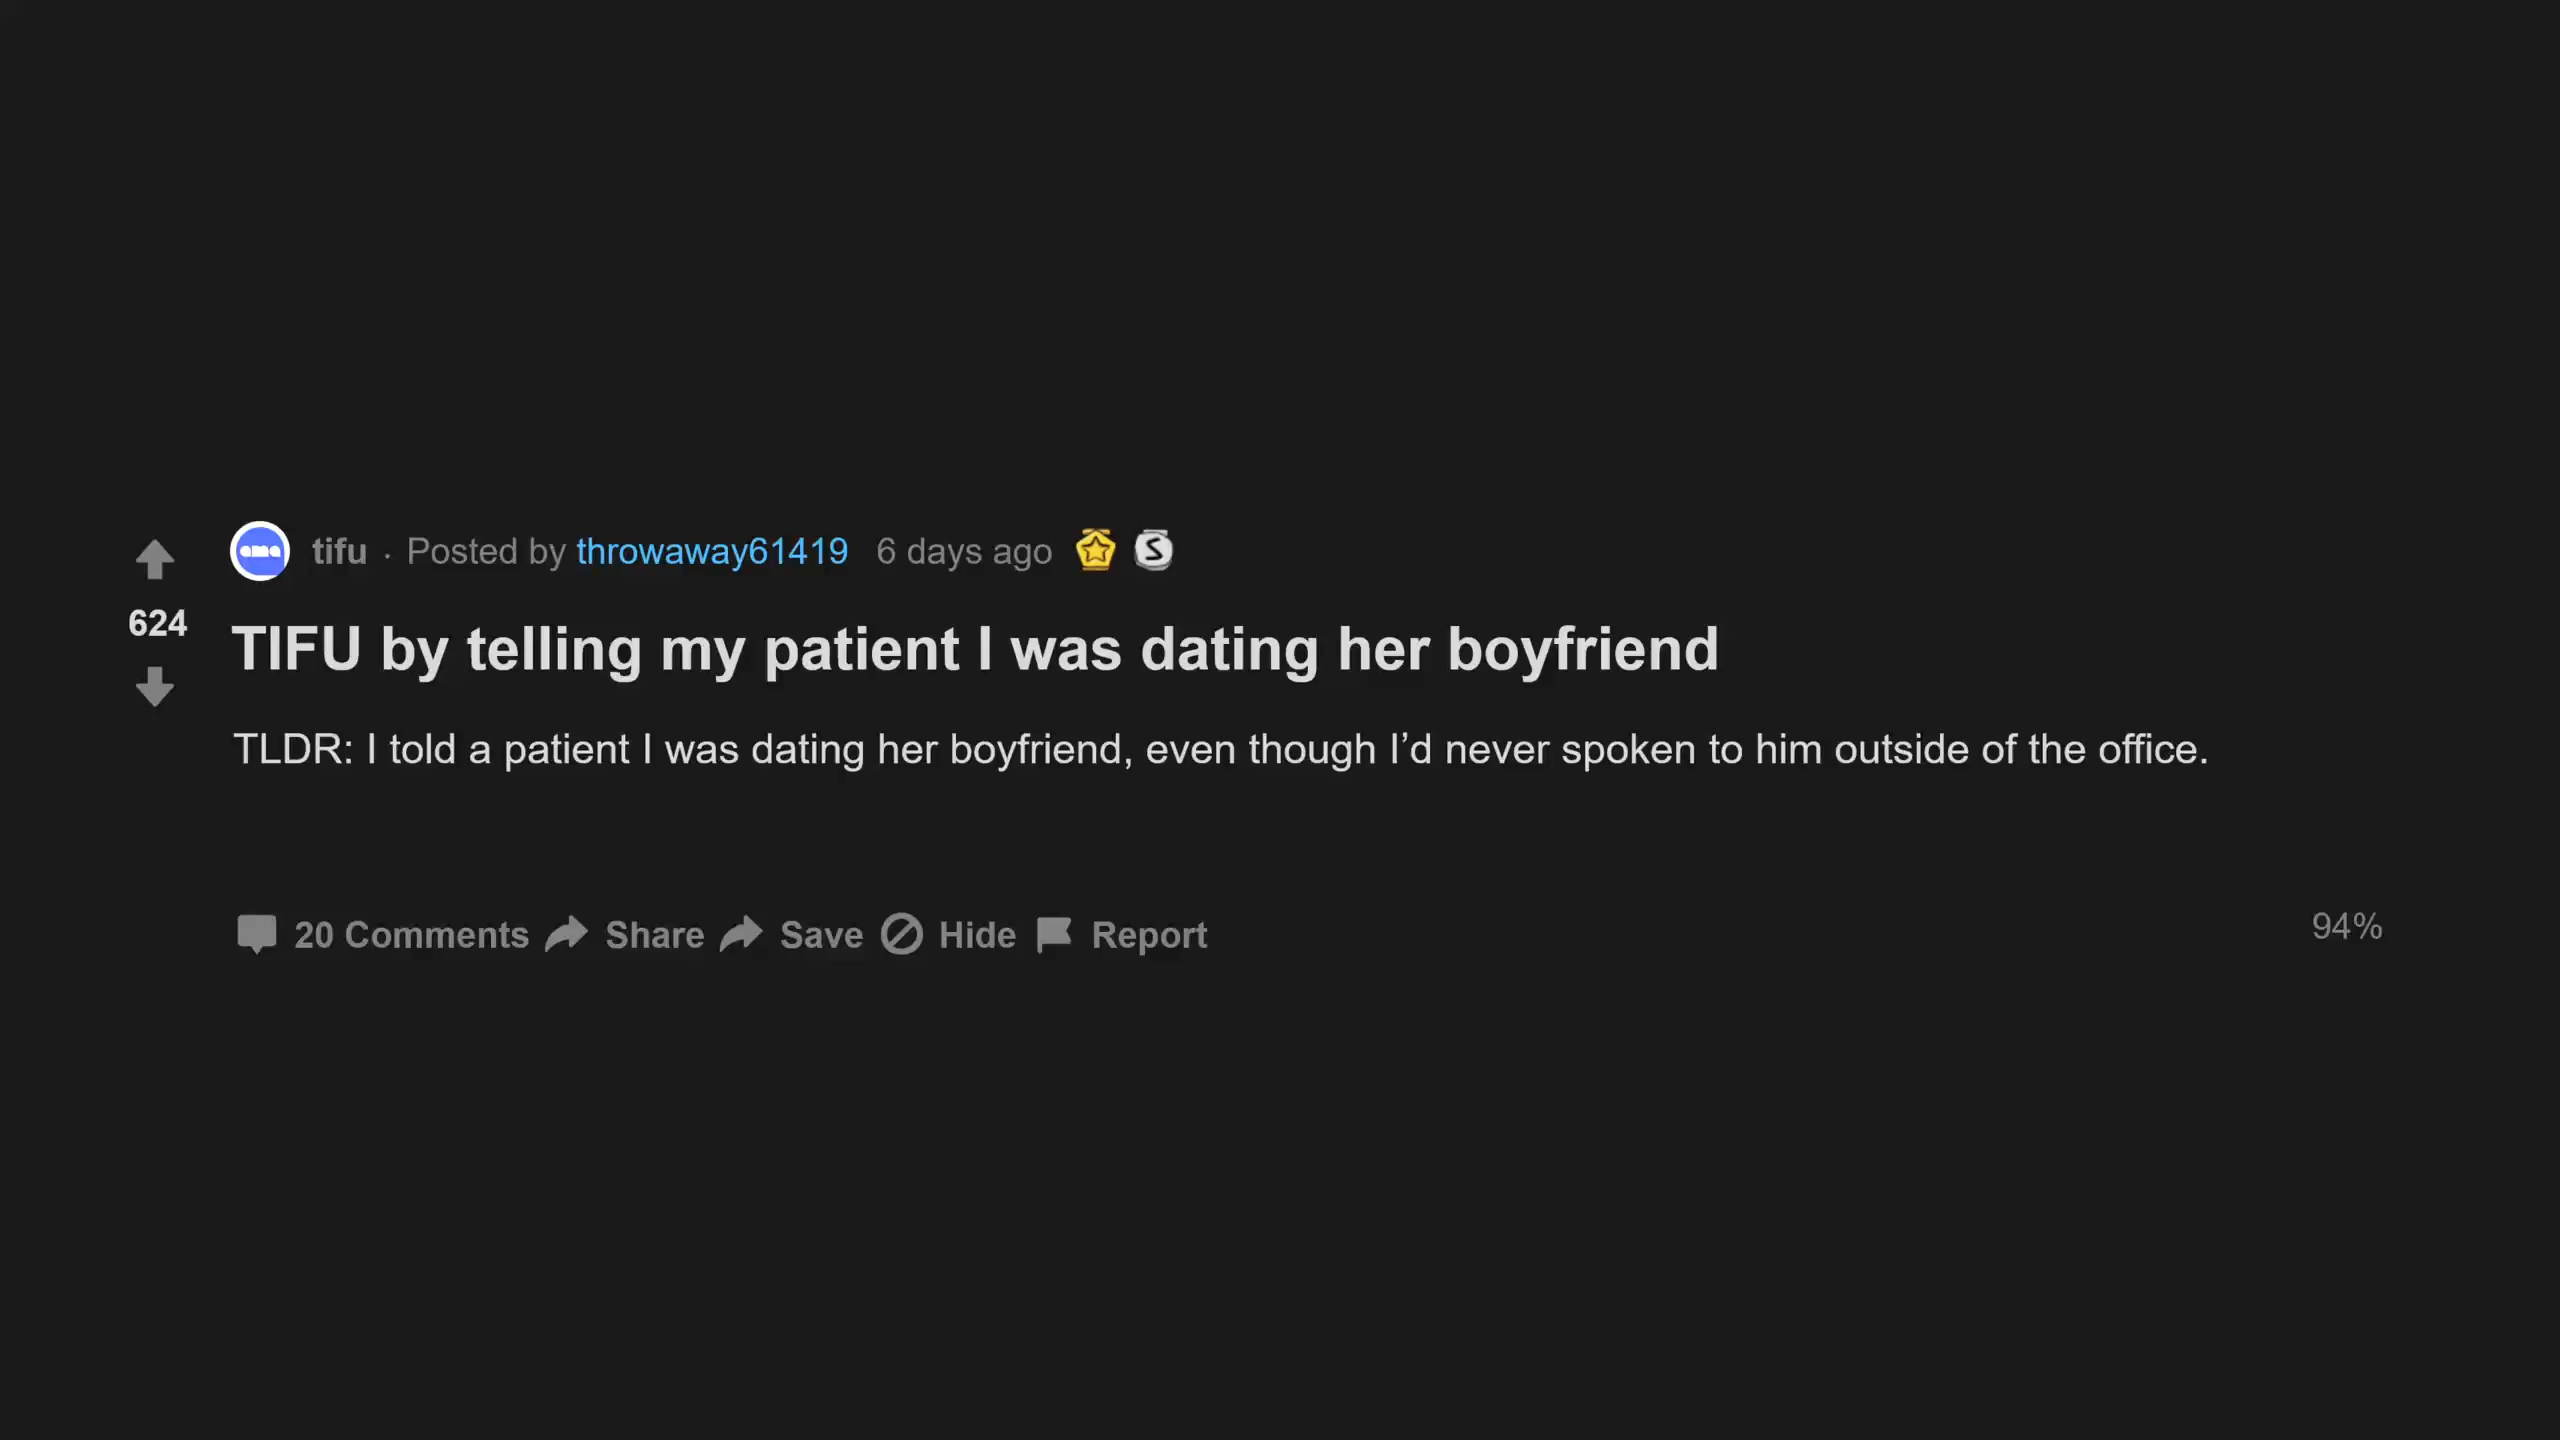 tifu · Posted by throwaway61419 6 days ago
624
TIFU by telling my patient I was dating her boyfriend
TLDR: I told a patient I was dating her boyfriend, even though I’d never spoken to him outside of the office.
20 Comments Share Save Hide Report
94%